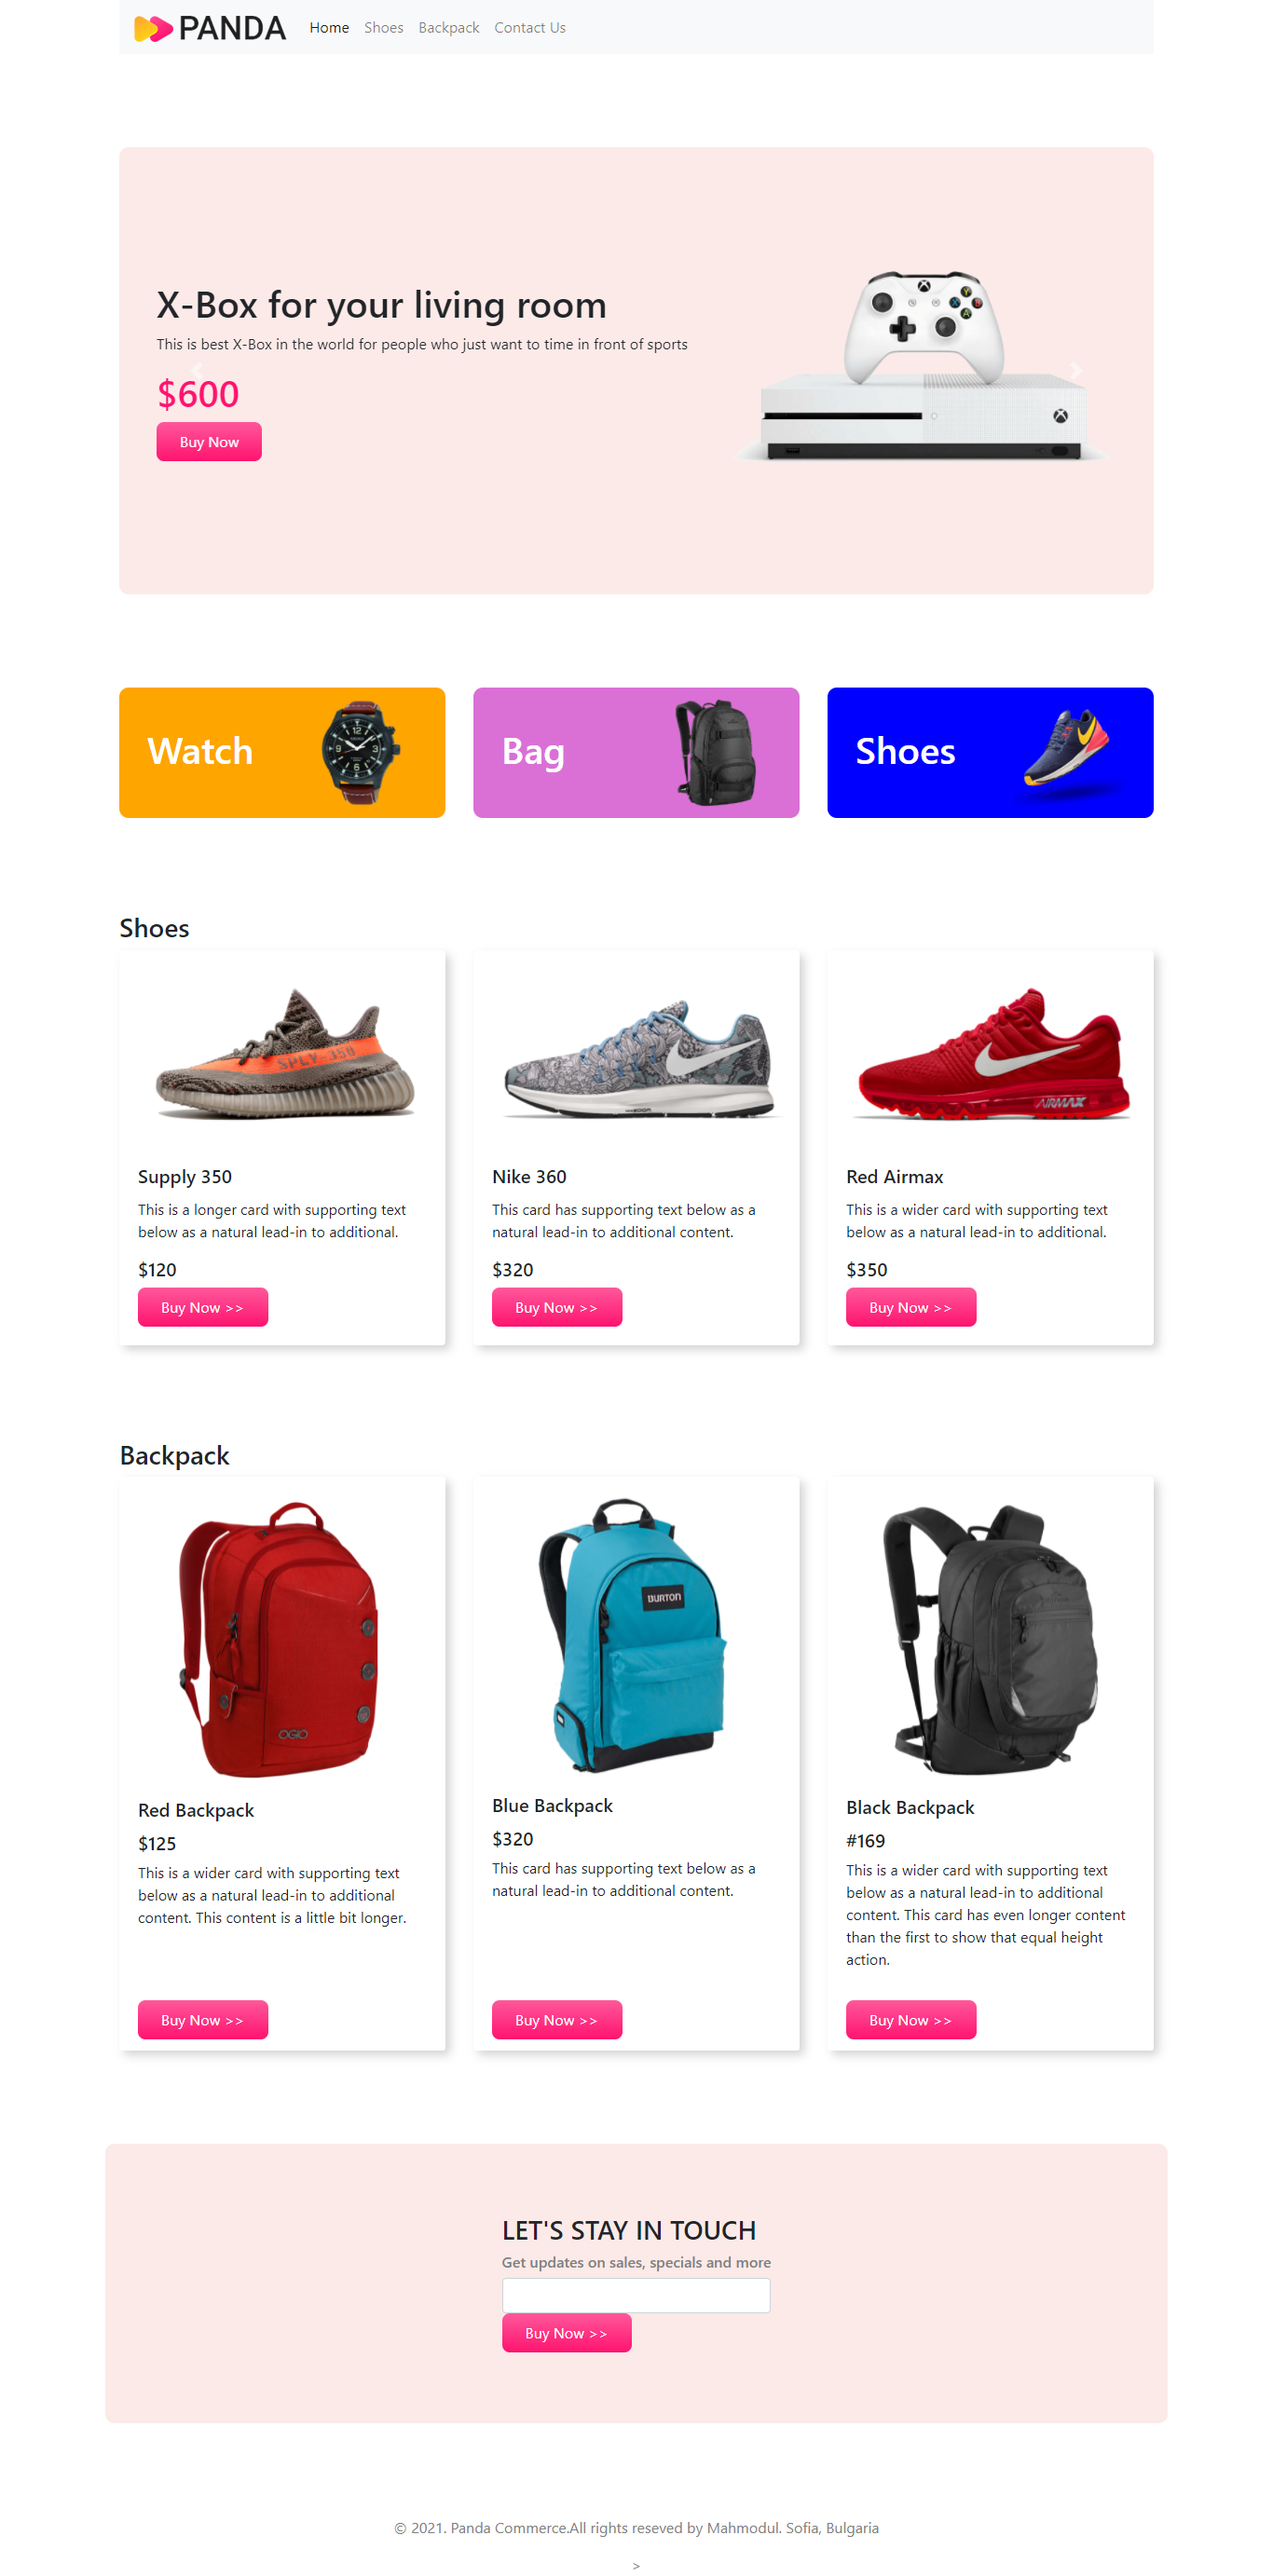 PANDA Home Shoes Backpack Contact Us
X-Box for your living room
This is best X-Box in the world for people who just want to time in front of sports
$600
Buy Now
Watch
Bag
Shoes
Shoes
SPLY 350
AIRMAX
Supply 350
This is a longer card with supporting text
below as a natural lead-in to additional.
$120
Buy Now >>
Nike 360
This card has supporting text below as a
natural lead-in to additional content.
$320
Buy Now >>
Red Airmax
This is a wider card with supporting text
below as a natural lead-in to additional.
$350
Buy Now >>
Backpack
OGIO
Red Backpack
$125
This is a wider card with supporting text
below as a natural lead-in to additional
content. This content is a little bit longer.
Buy Now >>
BURTON
Blue Backpack
$320
This card has supporting text below as a
natural lead-in to additional content.
Buy Now >>
Black Backpack
#169
This is a wider card with supporting text
below as a natural lead-in to additional
content. This card has even longer content
than the first to show that equal height
action.
Buy Now >>
LET'S STAY IN TOUCH
Get updates on sales, specials and more
Buy Now >>
© 2021. Panda Commerce.All rights reseved by Mahmodul. Sofia, Bulgaria
>